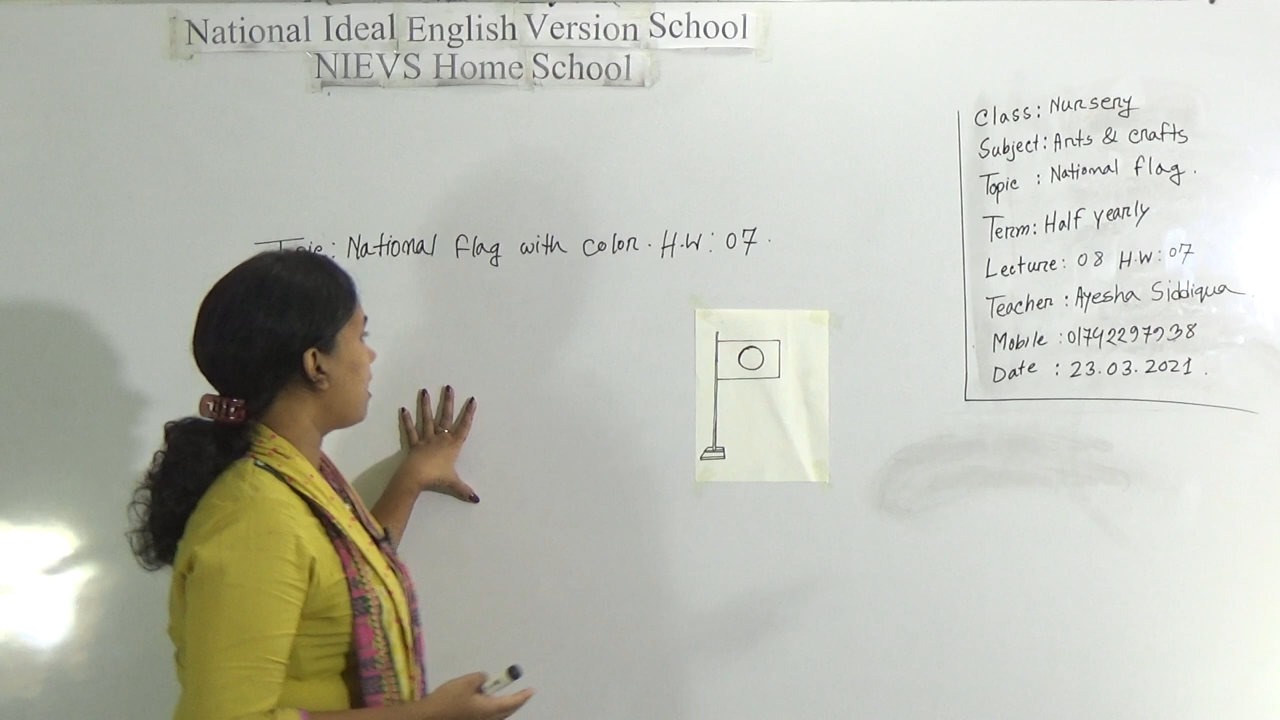 National Ideal English Version School
NIEVS Home School
Topic: National flag with color. H.W: 07.
Class: Nursery
Subject: Arts & crafts
Topic : National flag.
Term: Half yearly
Lecture: 08 H.W: 07
Teacher : Ayesha Siddiqua
Mobile : 01742297938
Date : 23.03.2021.